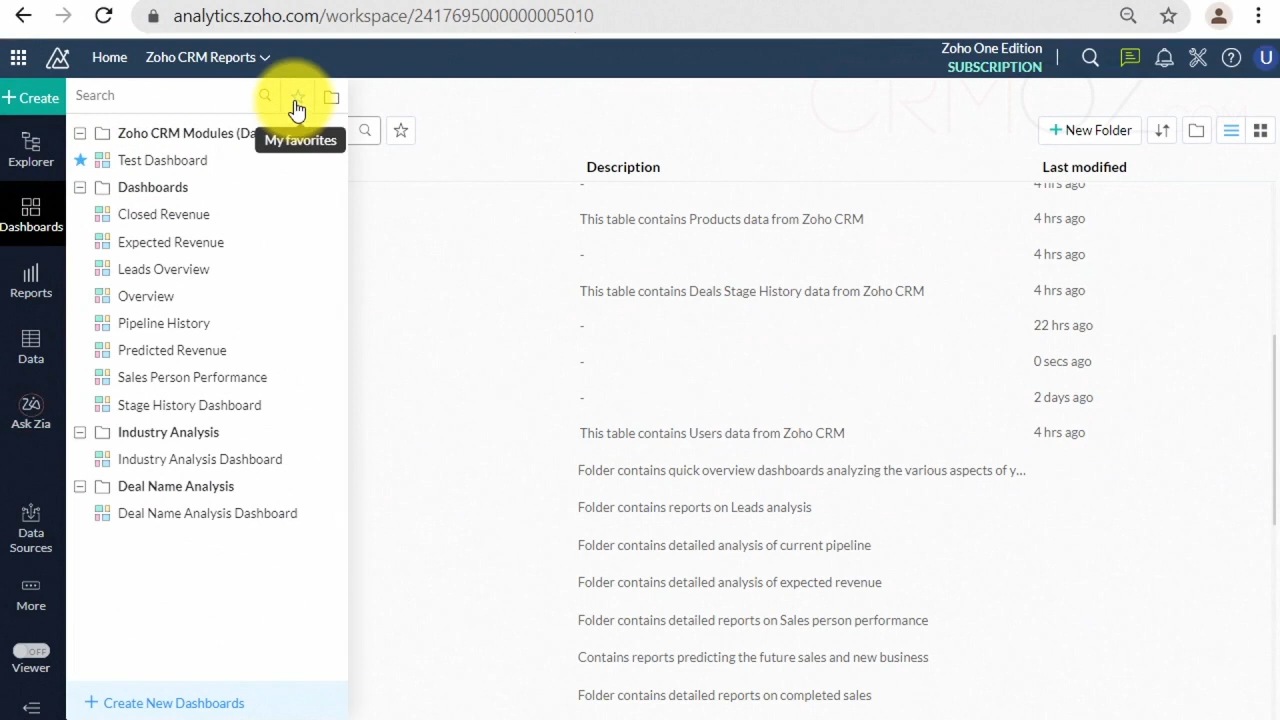 analytics.zoho.com/workspace/2417695000000005010
Home
Zoho CRM Reports
Zoho One Edition
SUBSCRIPTION
U
+ Create
Search
My favorites
CRMOZ.COM
+ New Folder
Explorer
Dashboards
Reports
Data
Ask Zia
Data
Sources
More
OFF
Viewer
Zoho CRM Modules (Da
Test Dashboard
Dashboards
Closed Revenue
Expected Revenue
Leads Overview
Overview
Pipeline History
Predicted Revenue
Sales Person Performance
Stage History Dashboard
Industry Analysis
Industry Analysis Dashboard
Deal Name Analysis
Deal Name Analysis Dashboard
+ Create New Dashboards
Description Last modified
- 4 hrs ago
This table contains Products data from Zoho CRM 4 hrs ago
- 4 hrs ago
This table contains Deals Stage History data from Zoho CRM 4 hrs ago
- 22 hrs ago
- 0 secs ago
- 2 days ago
This table contains Users data from Zoho CRM 4 hrs ago
Folder contains quick overview dashboards analyzing the various aspects of y...
Folder contains reports on Leads analysis
Folder contains detailed analysis of current pipeline
Folder contains detailed analysis of expected revenue
Folder contains detailed reports on Sales person performance
Contains reports predicting the future sales and new business
Folder contains detailed reports on completed sales